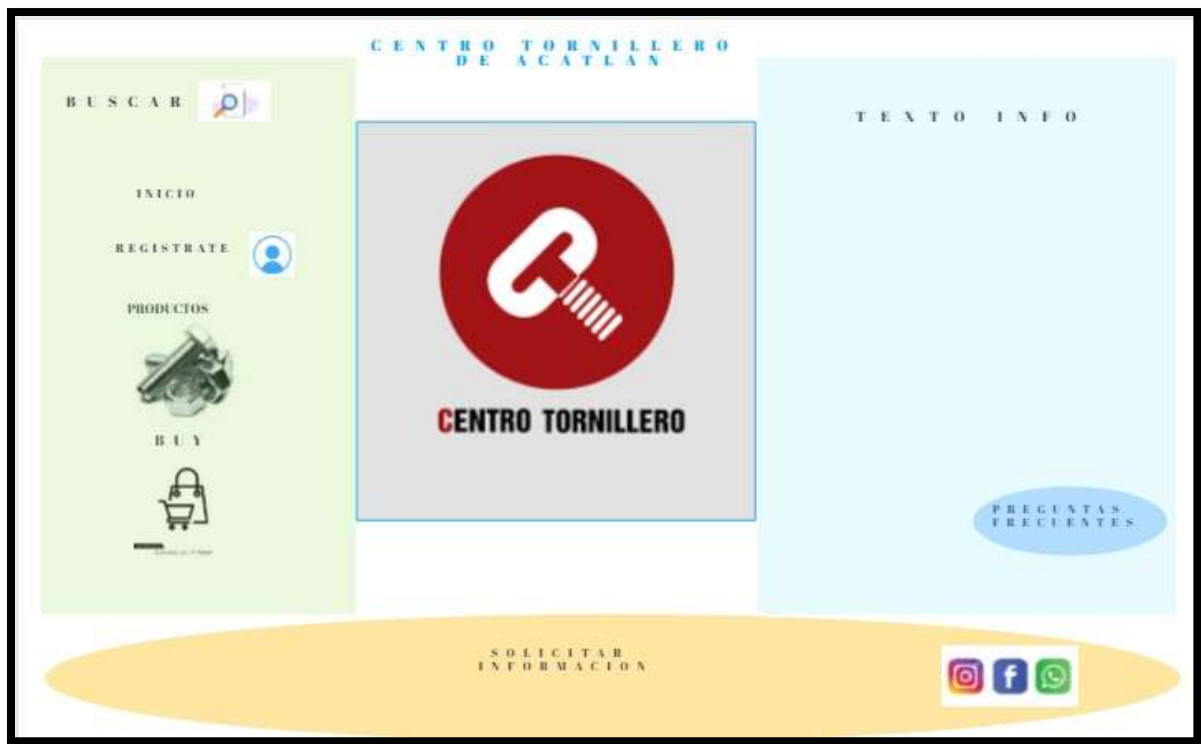 CENTRO TORNILLERO
DE ACATLAN
BUSCAR
INICIO
REGISTRATE
PRODUCTOS
BUY
CENTRO TORNILLERO
TEXTO INFO
PREGUNTAS
FRECUENTES
SOLICITAR
INFORMACION